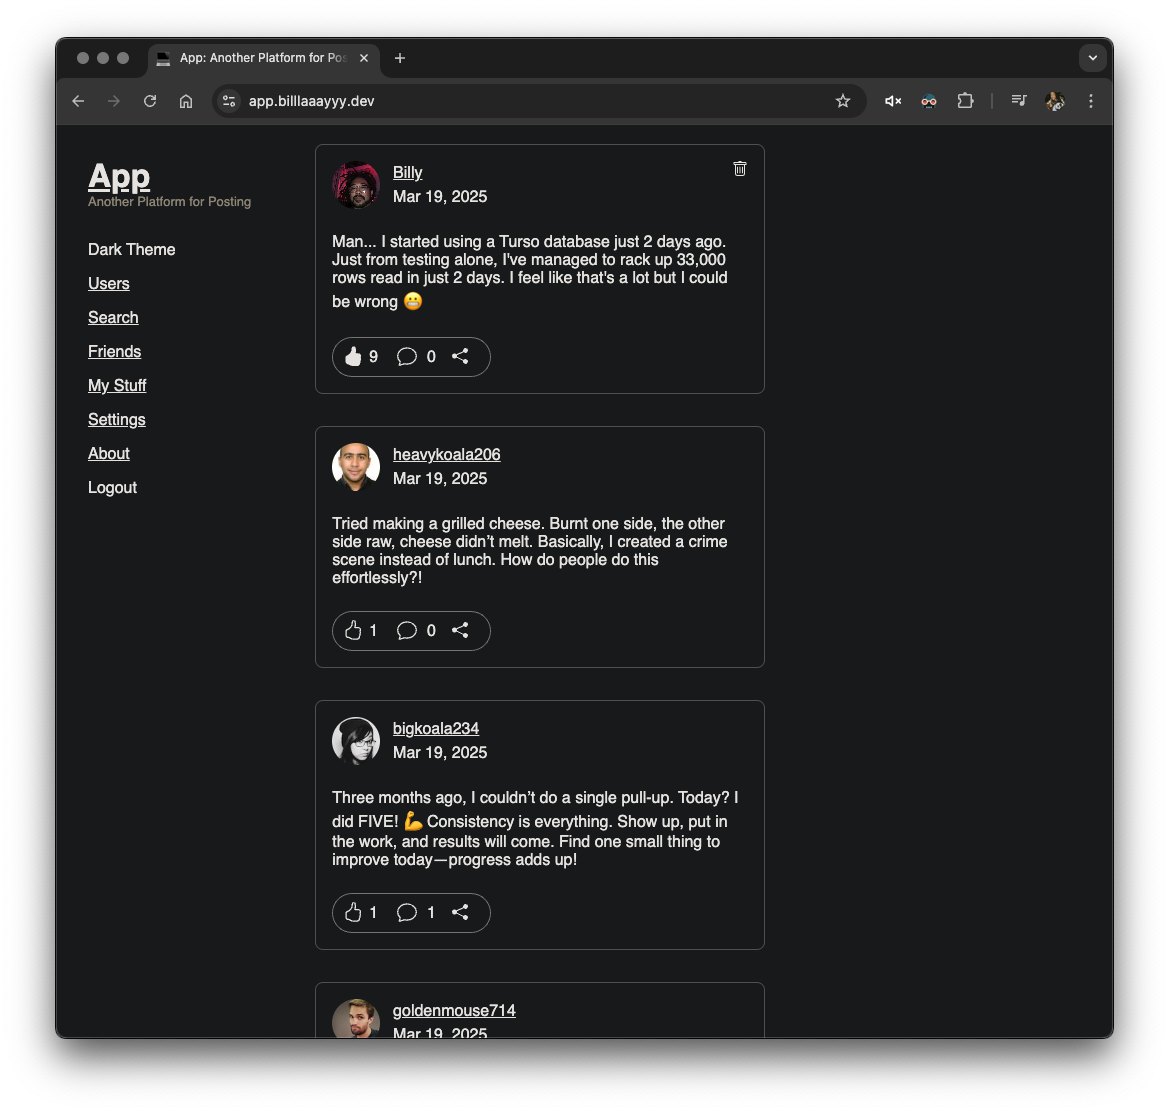 App: Another Platform for Pos
app.billlaaayyy.dev
App
Another Platform for Posting
Dark Theme
Users
Search
Friends
My Stuff
Settings
About
Logout
Billy
Mar 19, 2025
Man... I started using a Turso database just 2 days ago.
Just from testing alone, I've managed to rack up 33,000
rows read in just 2 days. I feel like that's a lot but I could
be wrong 😬
9 0
heavykoala206
Mar 19, 2025
Tried making a grilled cheese. Burnt one side, the other
side raw, cheese didn’t melt. Basically, I created a crime
scene instead of lunch. How do people do this
effortlessly?!
1 0
bigkoala234
Mar 19, 2025
Three months ago, I couldn’t do a single pull-up. Today? I
did FIVE! 💪 Consistency is everything. Show up, put in
the work, and results will come. Find one small thing to
improve today—progress adds up!
1 1
goldenmouse714
Mar 19, 2025